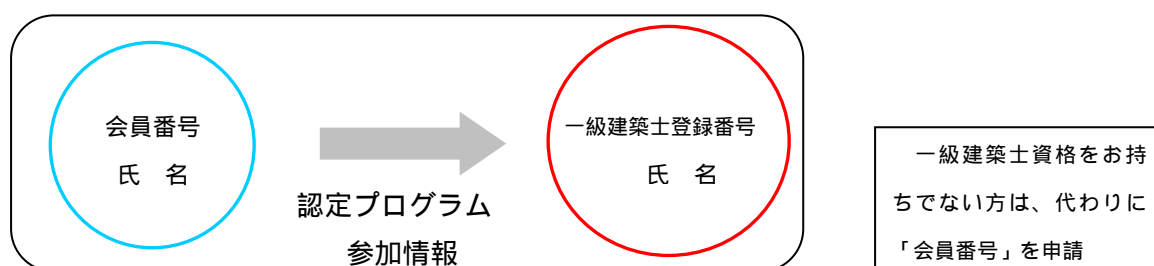 会員番号
氏　名
認定プログラム
参加情報
一級建築士登録番号
氏　名
一級建築士資格をお持
ちでない方は、代わりに
「会員番号」を申請